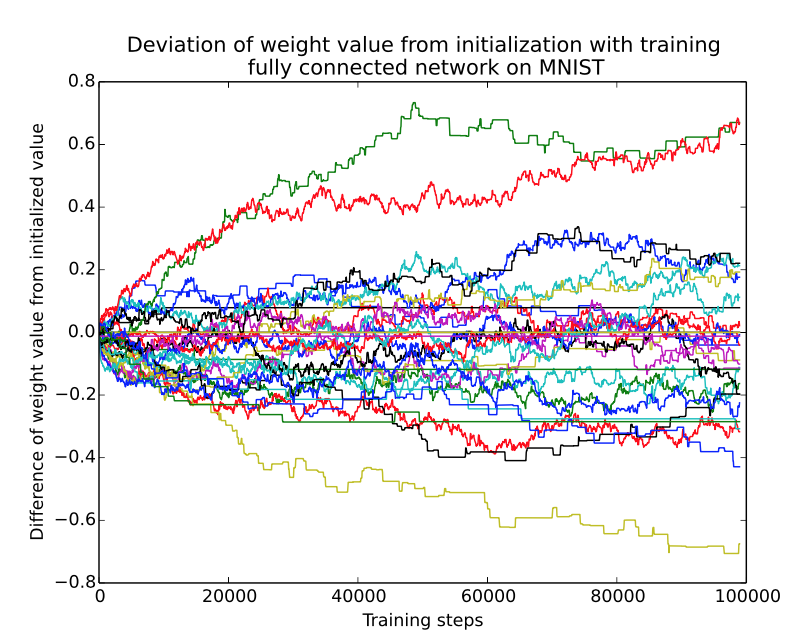 Deviation of weight value from initialization with training
fully connected network on MNIST
Difference of weight value from initialized value
0.8
0.6
0.4
0.2
0.0
−0.2
−0.4
−0.6
−0.8
0 20000 40000 60000 80000 100000
Training steps